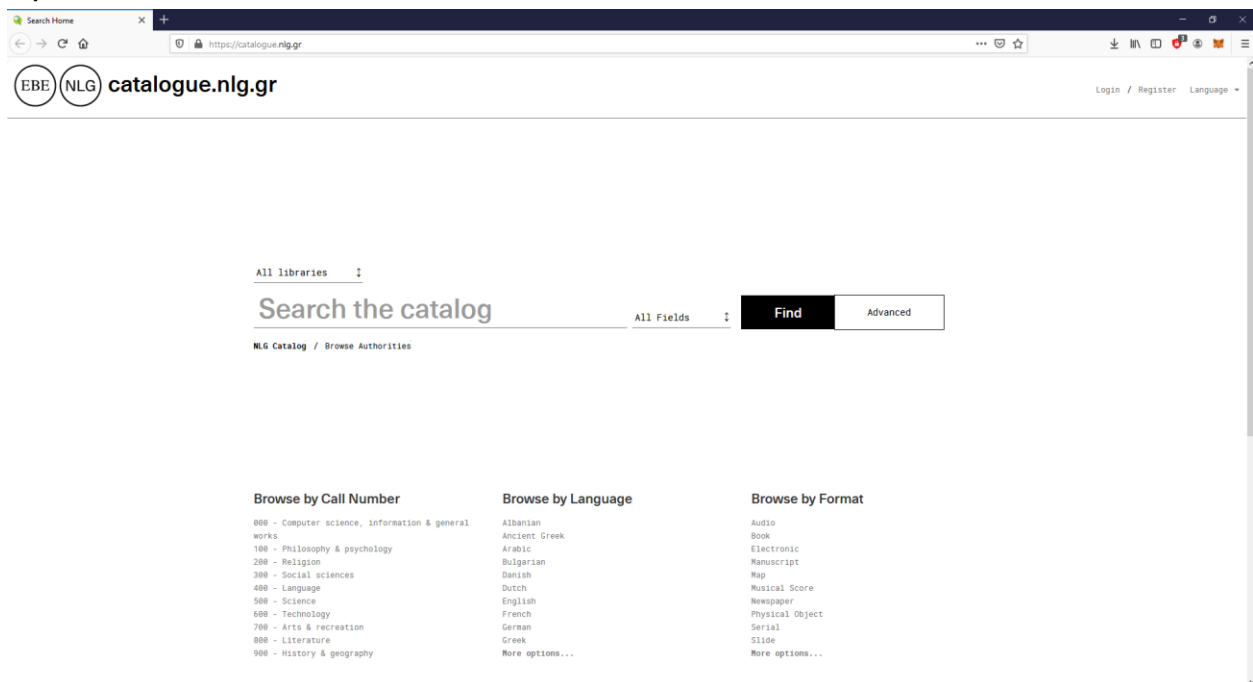 Search Home
https://catalogue.nlg.gr
3
EBE NLG catalogue.nlg.gr
Login / Register Language
All libraries
Search the catalog
All Fields
Find
Advanced
NLG Catalog / Browse Authorities
Browse by Call Number
000 - Computer science, information & general
works
100 - Philosophy & psychology
200 - Religion
300 - Social sciences
400 - Language
500 - Science
600 - Technology
700 - Arts & recreation
800 - Literature
900 - History & geography
Browse by Language
Albanian
Ancient Greek
Arabic
Bulgarian
Danish
Dutch
English
French
German
Greek
More options...
Browse by Format
Audio
Book
Electronic
Manuscript
Map
Musical Score
Newspaper
Physical Object
Serial
Slide
More options...